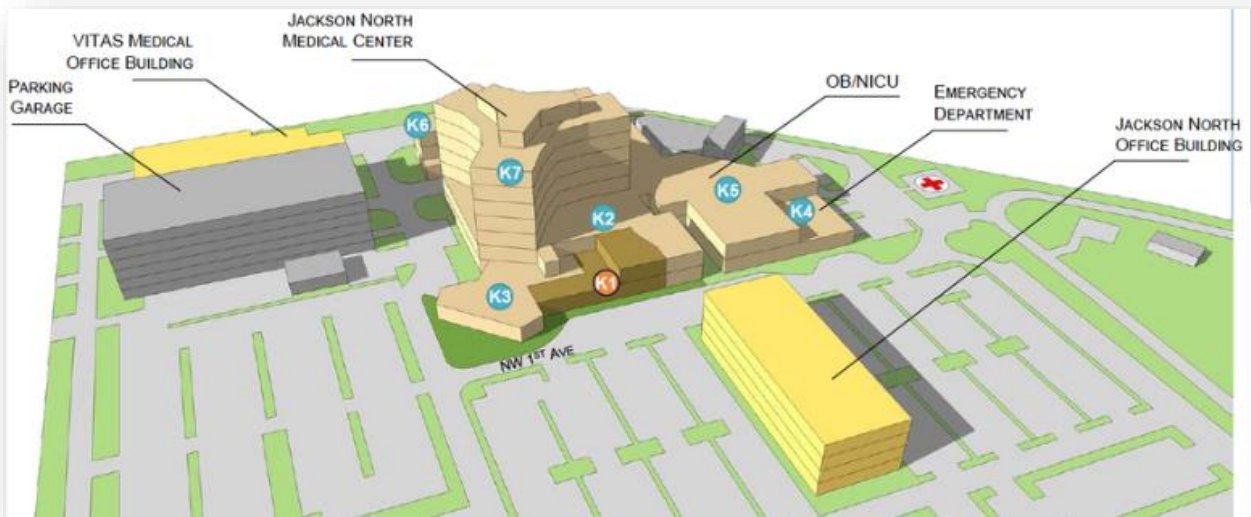 JACKSON NORTH
MEDICAL CENTER
VITAS MEDICAL
OFFICE BUILDING
PARKING
GARAGE
OB/NICU
EMERGENCY
DEPARTMENT
JACKSON NORTH
OFFICE BUILDING
K6
K7
K5
K4
K2
K1
K3
NW 1ST AVE